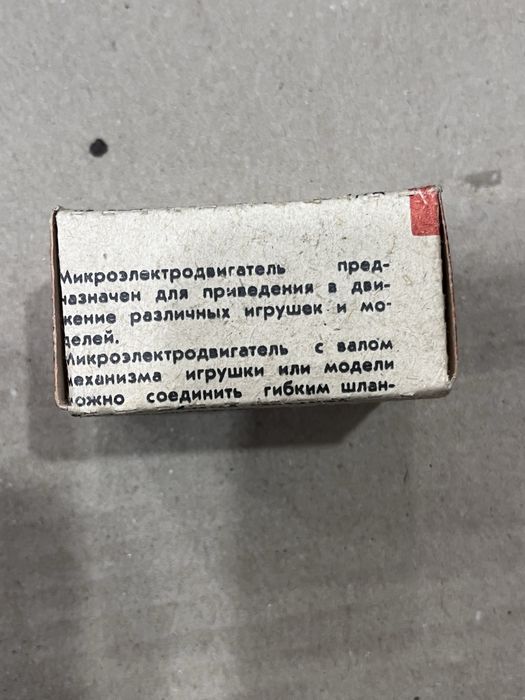 Микроэлектродвигатель пред-
назначен для приведения в дви-
жение различных игрушек и мо-
делей.
Микроэлектродвигатель с валом
механизма игрушки или модели
можно соединить гибким шлан-